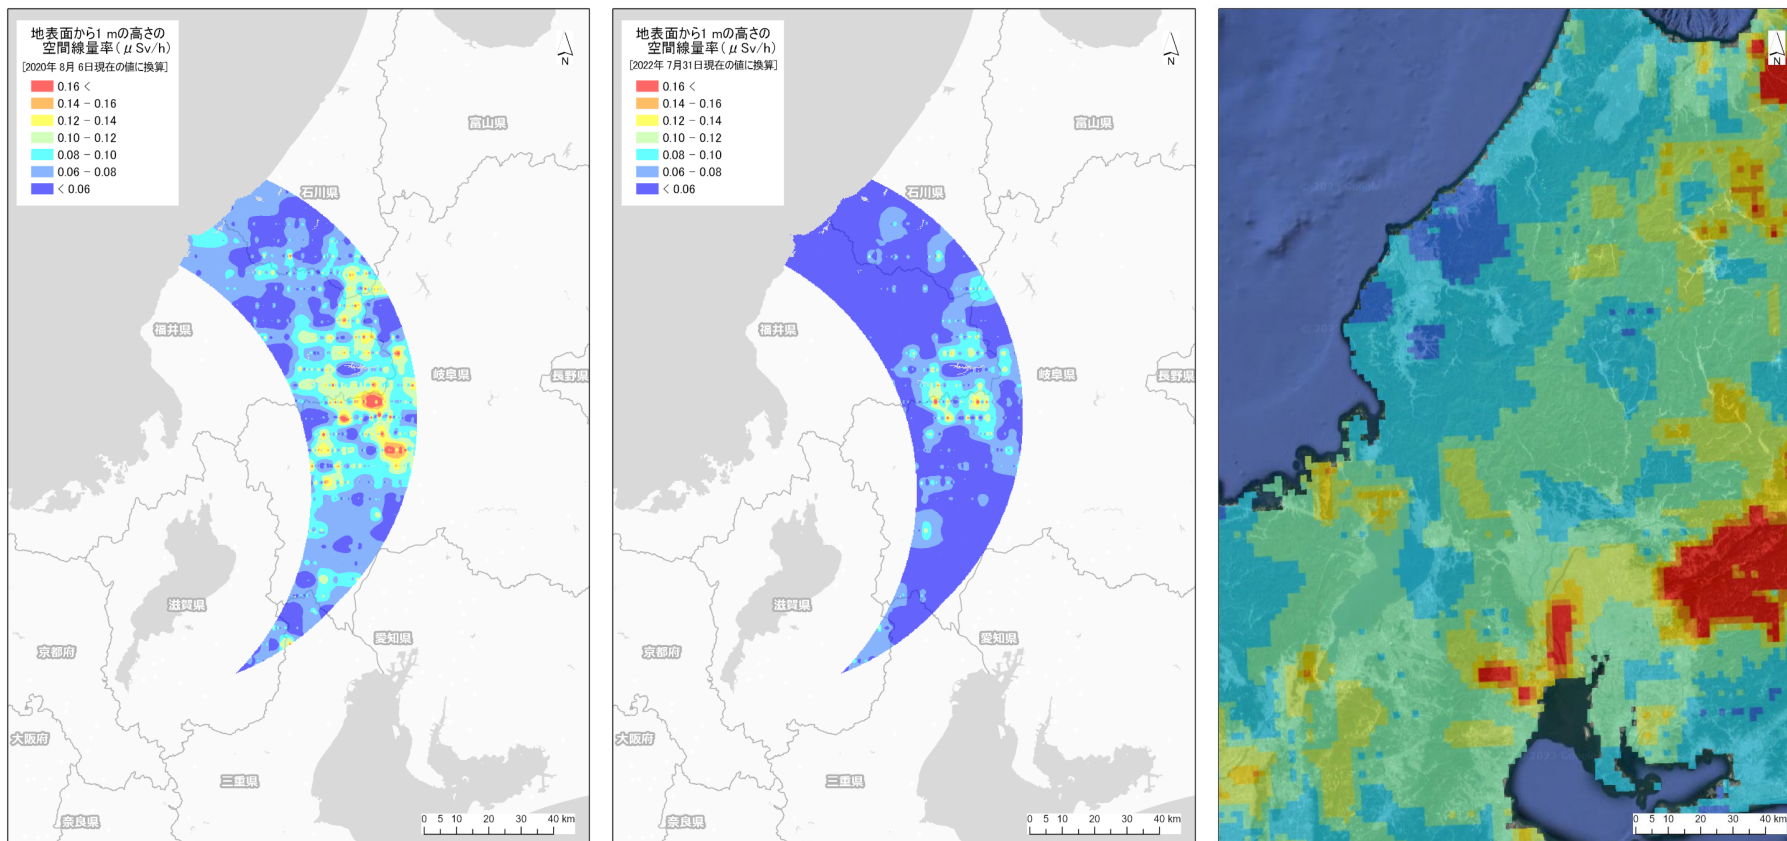 地表面から1 mの高さの
空間線量率(μSv/h)
[2020年 8月 6日現在の値に換算]
0.16 <
0.14 - 0.16
0.12 - 0.14
0.10 - 0.12
0.08 - 0.10
0.06 - 0.08
< 0.06
N
富山県
石川県
福井県
岐阜県
長野県
滋賀県
愛知県
京都府
大阪府
三重県
奈良県
0 5 10 20 30 40 km
地表面から1 mの高さの
空間線量率(μSv/h)
[2022年 7月31日現在の値に換算]
0.16 <
0.14 - 0.16
0.12 - 0.14
0.10 - 0.12
0.08 - 0.10
0.06 - 0.08
< 0.06
N
富山県
石川県
福井県
岐阜県
長野県
滋賀県
愛知県
京都府
大阪府
三重県
奈良県
0 5 10 20 30 40 km
N
0 5 10 20 30 40 km